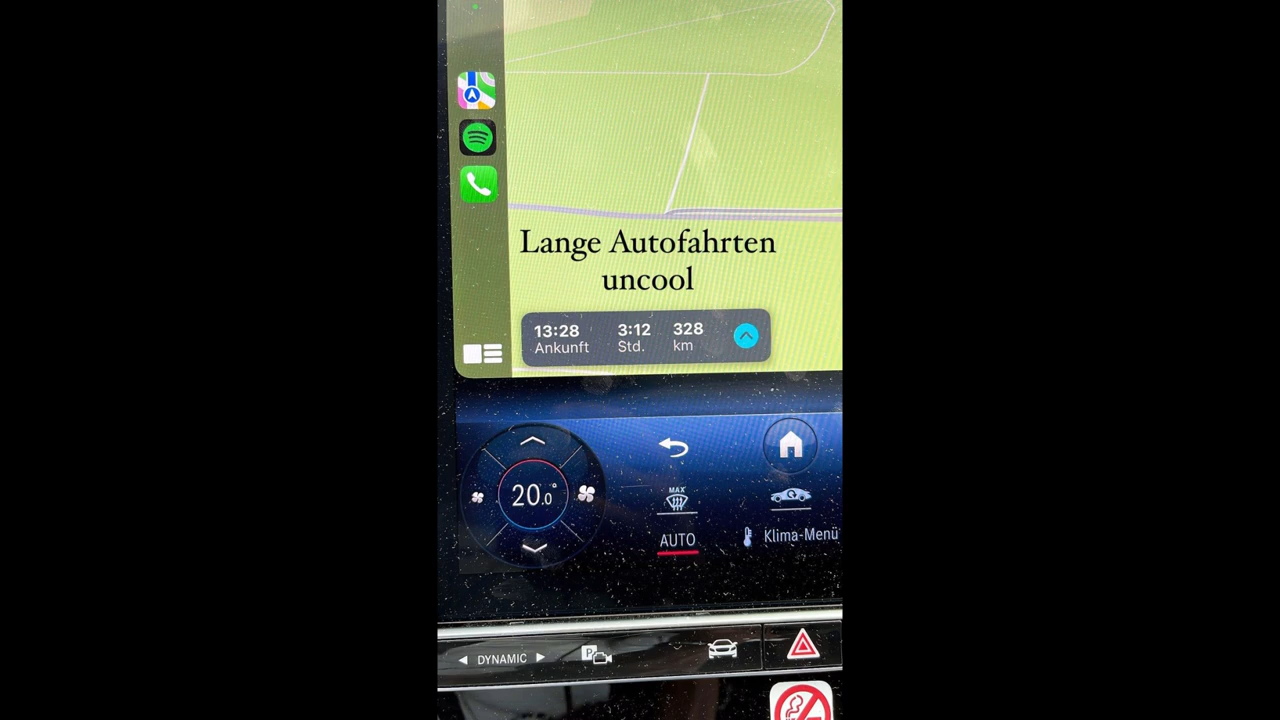 Lange Autofahrten
uncool
13:28 3:12 328
Ankunft Std. km
20.0°
MAX
AUTO
Klima-Menü
DYNAMIC
P